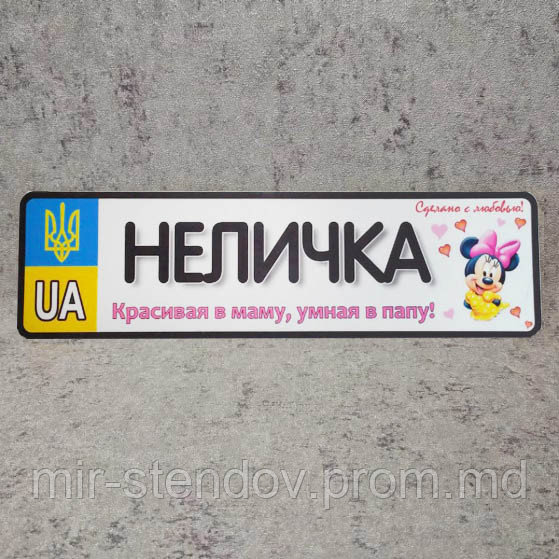 Сделано с любовью!
НЕЛИЧКА
UA
Красивая в маму, умная в папу!
mir-stendov.prom.md